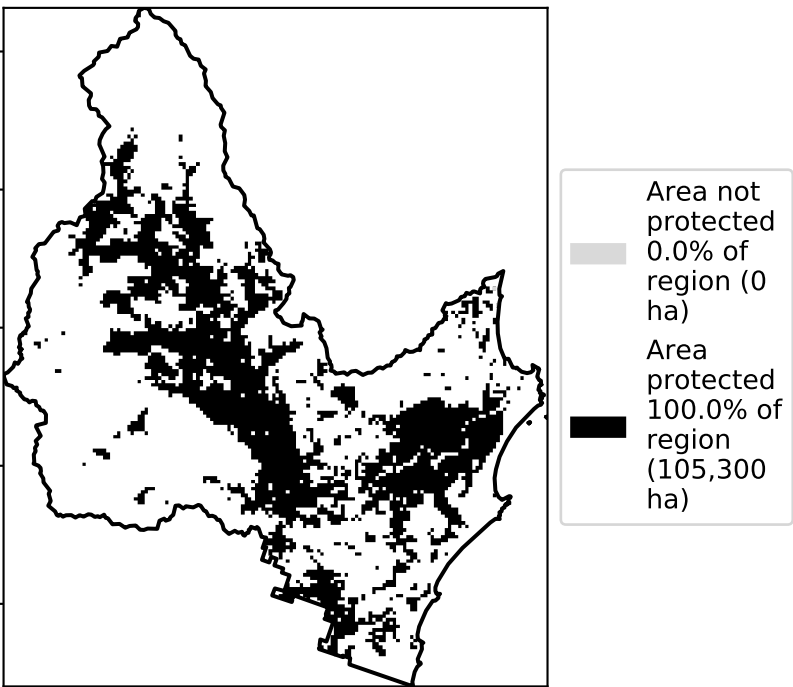 Area not
protected
0.0% of
region (0
ha)
Area
protected
100.0% of
region
(105,300
ha)